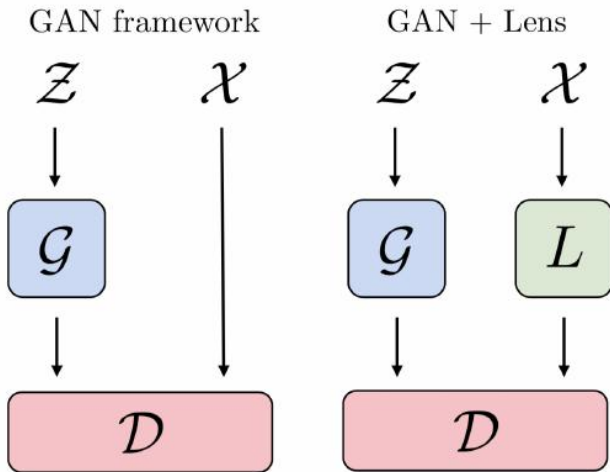 GAN framework GAN + Lens
𝒵 𝒳 𝒵 𝒳
𝒢 𝒢 L
𝒟 𝒟